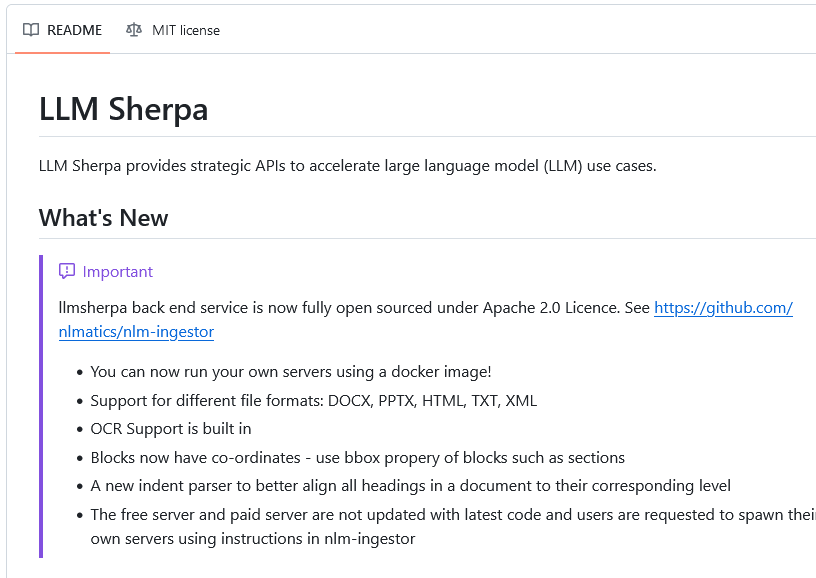 README MIT license
LLM Sherpa
LLM Sherpa provides strategic APIs to accelerate large language model (LLM) use cases.
What's New
Important
llmsherpa back end service is now fully open sourced under Apache 2.0 Licence. See https://github.com/
nlmatics/nlm-ingestor
• You can now run your own servers using a docker image!
• Support for different file formats: DOCX, PPTX, HTML, TXT, XML
• OCR Support is built in
• Blocks now have co-ordinates - use bbox propery of blocks such as sections
• A new indent parser to better align all headings in a document to their corresponding level
• The free server and paid server are not updated with latest code and users are requested to spawn thei
own servers using instructions in nlm-ingestor